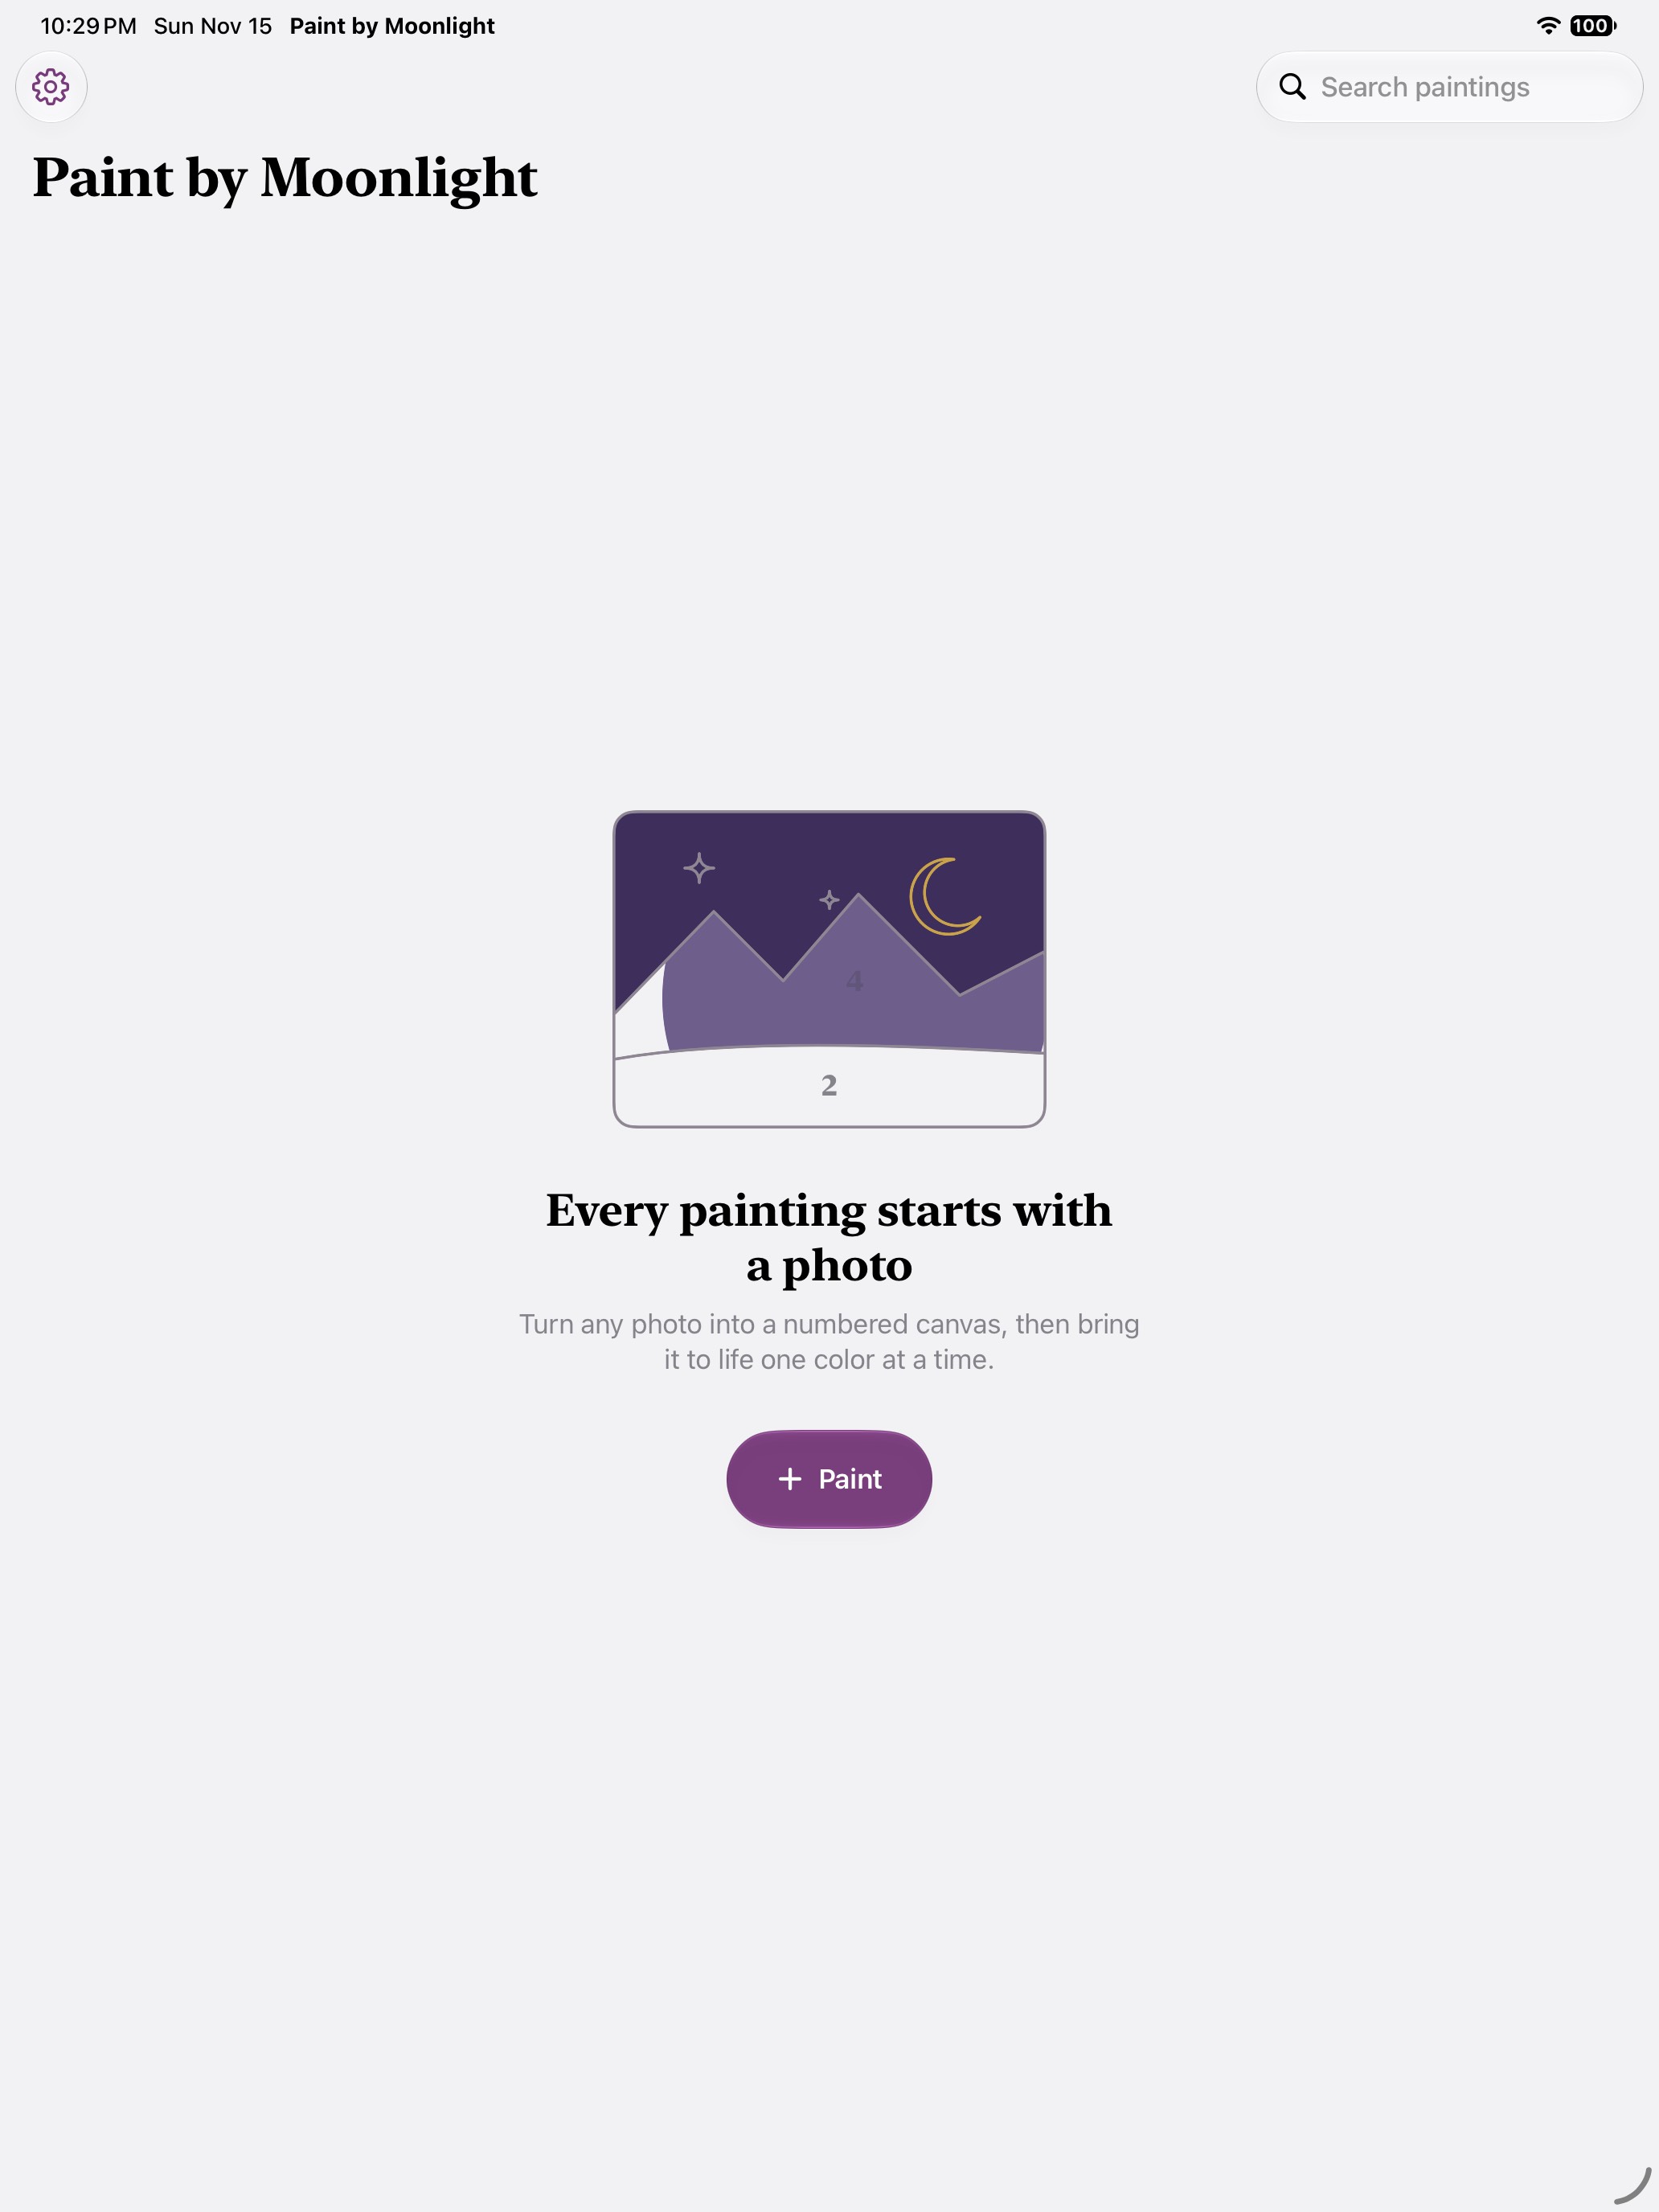 10:29 PM Sun Nov 15 Paint by Moonlight
100
Search paintings
Paint by Moonlight
4
2
Every painting starts with
a photo
Turn any photo into a numbered canvas, then bring
it to life one color at a time.
+ Paint